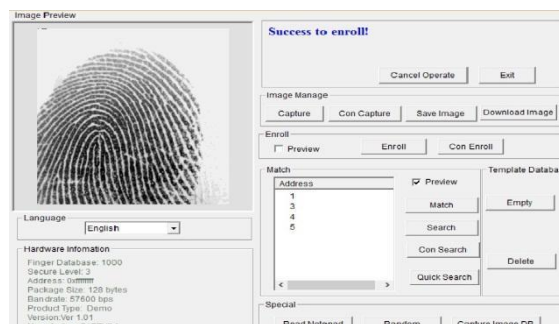 Image Preview
Success to enroll!
Cancel Operate
Exit
Image Manage
Capture
Con Capture
Save Image
Download Image
Enroll
Preview
Enroll
Con Enroll
Match
Address
1
3
4
5
Preview
Match
Search
Con Search
Quick Search
Template Databa
Empty
Delete
Language
English
Hardware Infomation
Finger Database: 1000
Secure Level: 3
Address: 0xffffffff
Package Size: 128 bytes
Bandrate: 57600 bps
Product Type: Demo
Version:Ver 1.01
Special
Read Notepad
Random
Capture Image DB